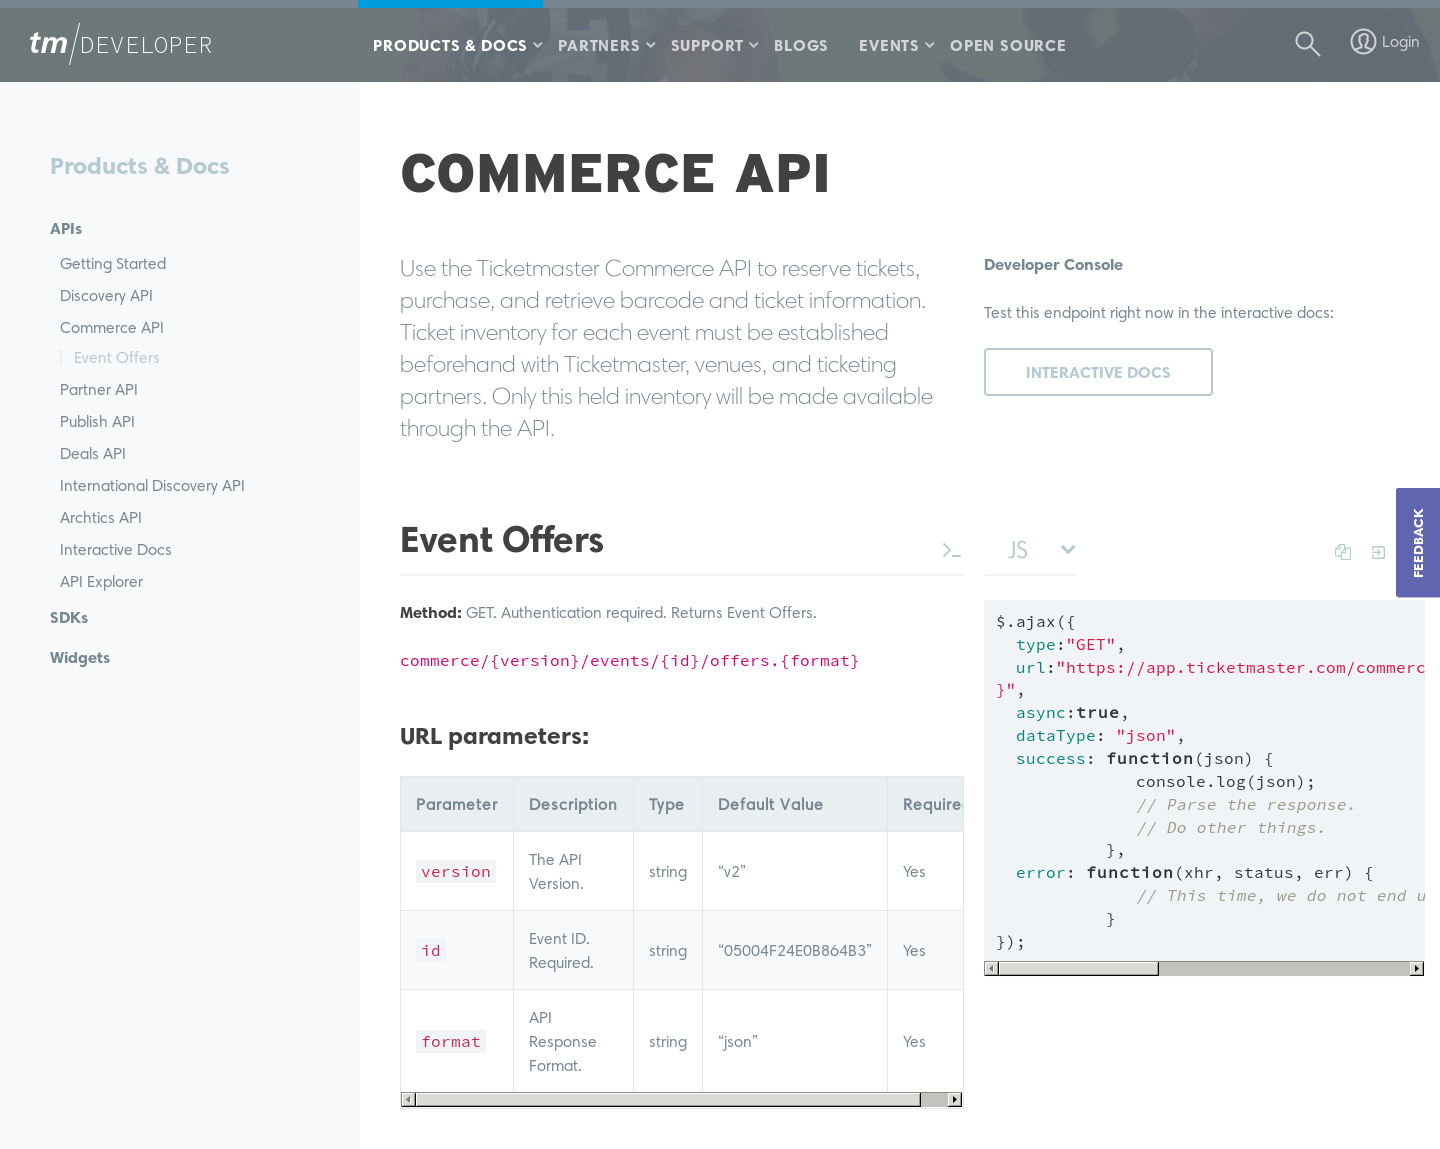 tm/DEVELOPER
PRODUCTS & DOCS
PARTNERS
SUPPORT
BLOGS
EVENTS
OPEN SOURCE
Login
Products & Docs
APIs
Getting Started
Discovery API
Commerce API
Event Offers
Partner API
Publish API
Deals API
International Discovery API
Archtics API
Interactive Docs
API Explorer
SDKs
Widgets
COMMERCE API
Use the Ticketmaster Commerce API to reserve tickets,
purchase, and retrieve barcode and ticket information.
Ticket inventory for each event must be established
beforehand with Ticketmaster, venues, and ticketing
partners. Only this held inventory will be made available
through the API.
Developer Console
Test this endpoint right now in the interactive docs:
INTERACTIVE DOCS
FEEDBACK
Event Offers
Method: GET. Authentication required. Returns Event Offers.
commerce/{version}/events/{id}/offers.{format}
URL parameters:
Parameter Description Type Default Value Required
version The API Version. string “v2” Yes
id Event ID. Required. string “05004F24E0B864B3” Yes
format API Response Format. string “json” Yes
JS
$.ajax({
  type:"GET",
  url:"https://app.ticketmaster.com/commerc
}",
  async:true,
  dataType: "json",
  success: function(json) {
              console.log(json);
              // Parse the response.
              // Do other things.
           },
  error: function(xhr, status, err) {
              // This time, we do not end u
           }
});